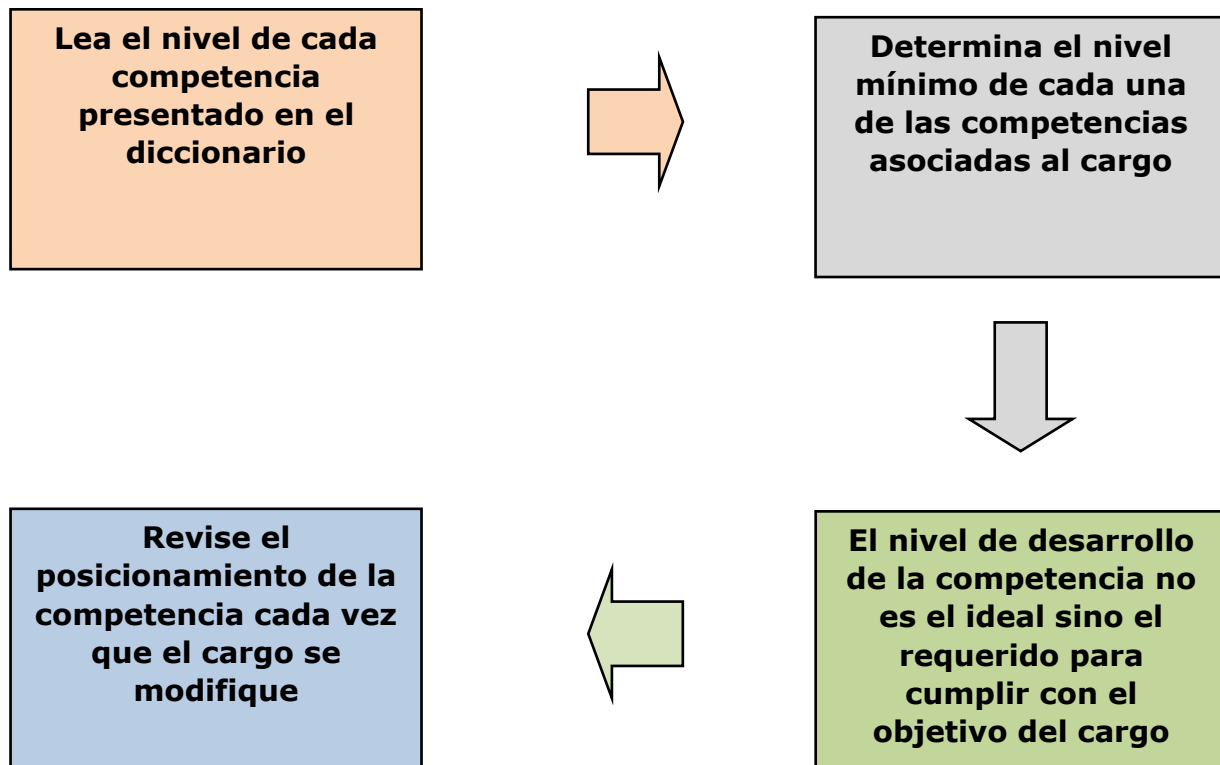 Lea el nivel de cada
competencia
presentado en el
diccionario
Determina el nivel
mínimo de cada una
de las competencias
asociadas al cargo
El nivel de desarrollo
de la competencia no
es el ideal sino el
requerido para
cumplir con el
objetivo del cargo
Revise el
posicionamiento de la
competencia cada vez
que el cargo se
modifique